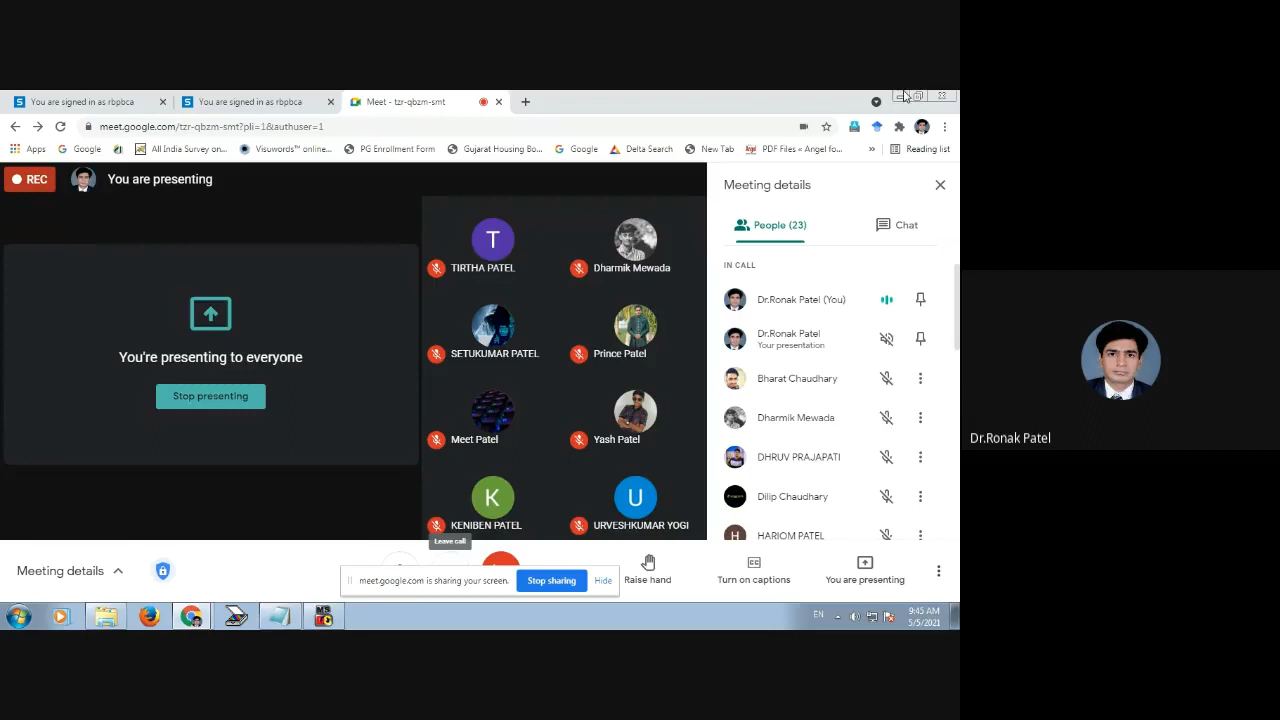 You are signed in as rbpbca
You are signed in as rbpbca
Meet - tzr-qbzm-smt
meet.google.com/tzr-qbzm-smt?pli=1&authuser=1
Apps
Google
All India Survey on...
Visuwords™ online...
PG Enrollment Form
Gujarat Housing Bo...
Google
Delta Search
New Tab
PDF Files « Angel fo...
»
Reading list
REC
You are presenting
You're presenting to everyone
Stop presenting
T
TIRTHA PATEL
Dharmik Mewada
SETUKUMAR PATEL
Prince Patel
Meet Patel
Yash Patel
K
KENIBEN PATEL
U
URVESHKUMAR YOGI
Leave call
Meeting details
People (23)
Chat
IN CALL
Dr.Ronak Patel (You)
Dr.Ronak Patel
Your presentation
Bharat Chaudhary
Dharmik Mewada
DHRUV PRAJAPATI
Dilip Chaudhary
H
HARIOM PATEL
Meeting details
meet.google.com is sharing your screen.
Stop sharing
Hide
Raise hand
Turn on captions
You are presenting
EN
9:45 AM
5/5/2021
Dr.Ronak Patel